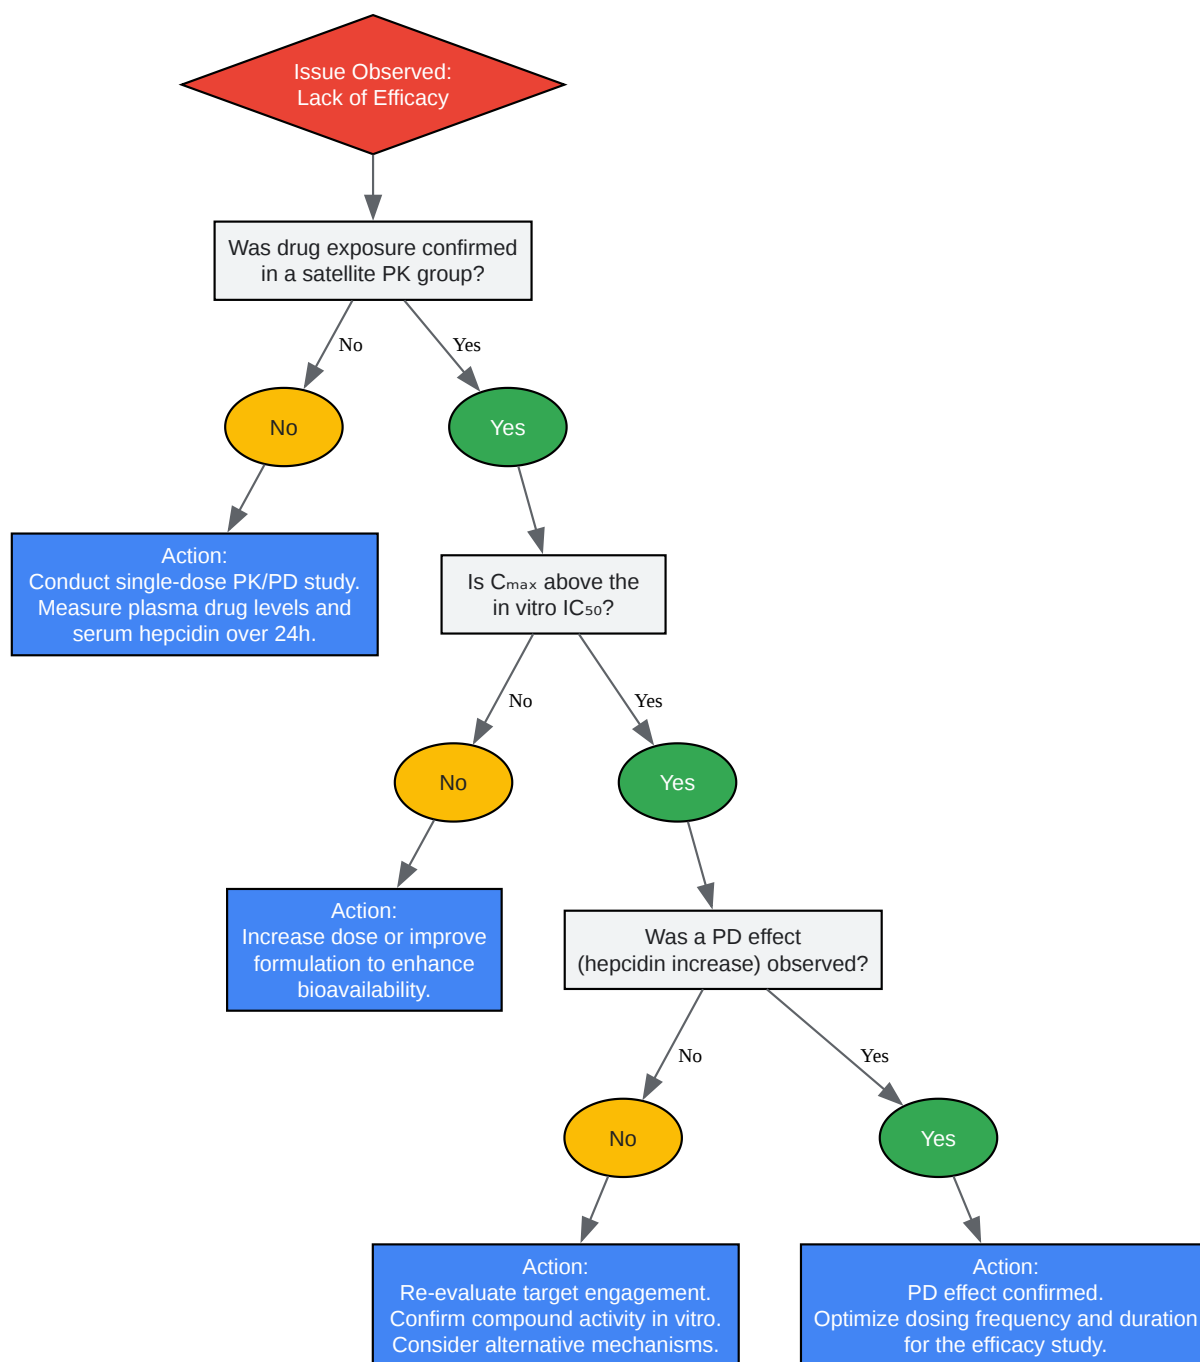 Issue Observed:
Lack of Efficacy
Was drug exposure confirmed
in a satellite PK group?
No
Yes
No
Yes
Action:
Conduct single-dose PK/PD study.
Measure plasma drug levels and
serum hepcidin over 24h.
Is Cₘₐₓ above the
in vitro IC₅₀?
No
Yes
No
Yes
Action:
Increase dose or improve
formulation to enhance
bioavailability.
Was a PD effect
(hepcidin increase) observed?
No
Yes
No
Yes
Action:
Re-evaluate target engagement.
Confirm compound activity in vitro.
Consider alternative mechanisms.
Action:
PD effect confirmed.
Optimize dosing frequency and duration
for the efficacy study.